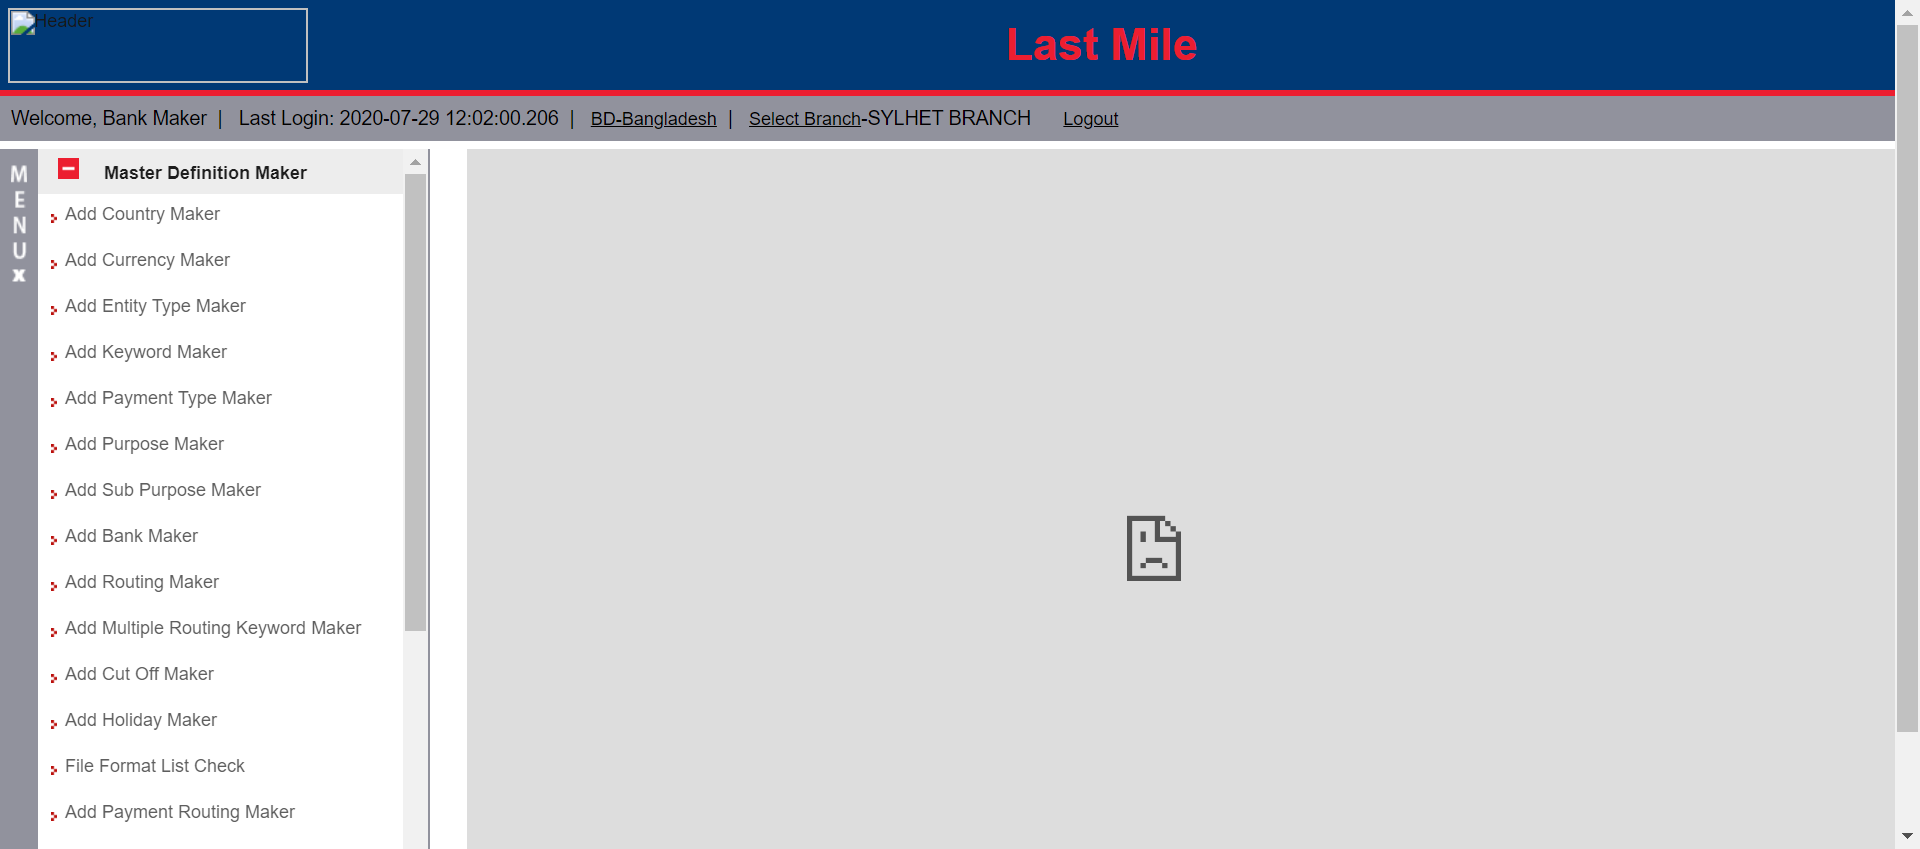 Header
Last Mile
Welcome, Bank Maker | Last Login: 2020-07-29 12:02:00.206 | BD-Bangladesh | Select Branch-SYLHET BRANCH Logout
MENU
x
Master Definition Maker
Add Country Maker
Add Currency Maker
Add Entity Type Maker
Add Keyword Maker
Add Payment Type Maker
Add Purpose Maker
Add Sub Purpose Maker
Add Bank Maker
Add Routing Maker
Add Multiple Routing Keyword Maker
Add Cut Off Maker
Add Holiday Maker
File Format List Check
Add Payment Routing Maker